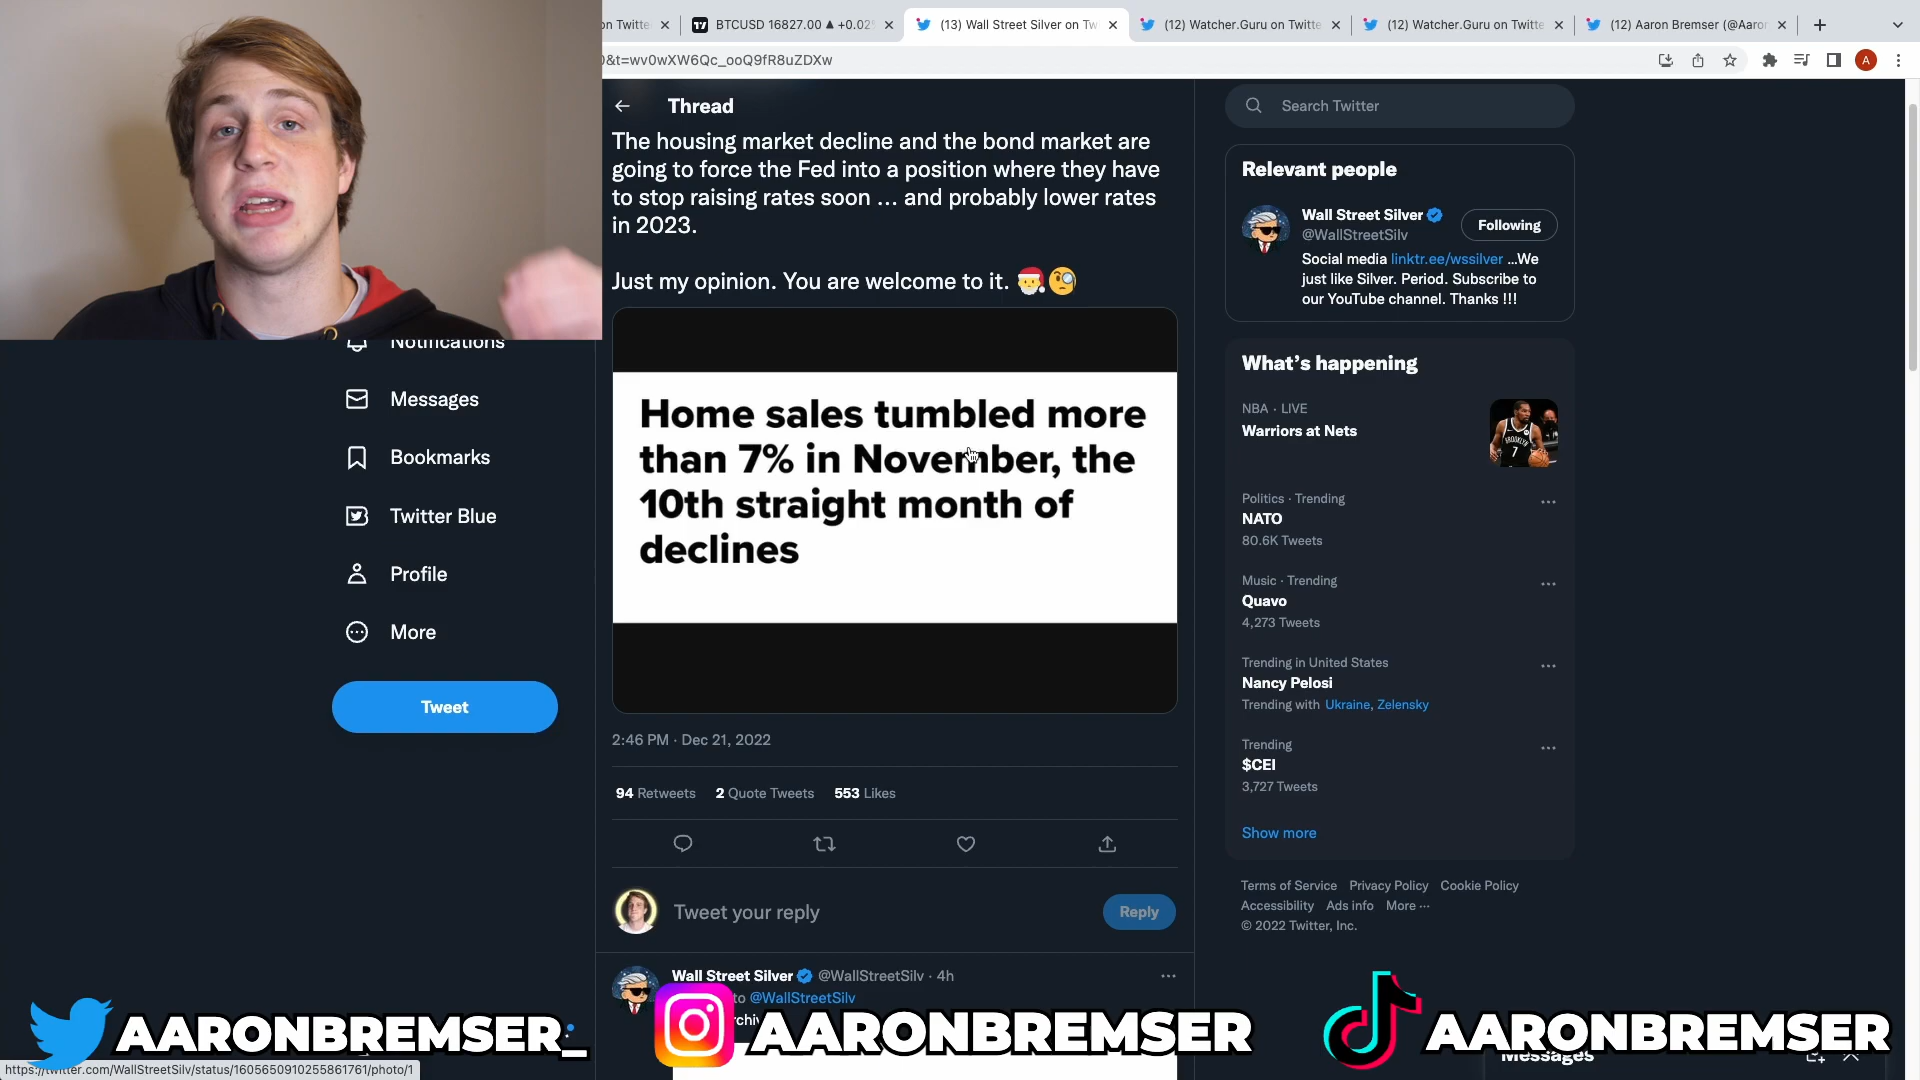 on Twitte
BTCUSD 16827.00 ▲ +0.02
(13) Wall Street Silver on Tw
(12) Watcher.Guru on Twitte
(12) Watcher.Guru on Twitte
(12) Aaron Bremser (@Aaro
&t=wv0wXW6Qc_ooQ9fR8uZDXw
A
Thread
The housing market decline and the bond market are
going to force the Fed into a position where they have
to stop raising rates soon ... and probably lower rates
in 2023.
Just my opinion. You are welcome to it. 🎅🧐
Home sales tumbled more
than 7% in November, the
10th straight month of
declines
2:46 PM · Dec 21, 2022
94 Retweets 2 Quote Tweets 553 Likes
Tweet your reply
Reply
Wall Street Silver @WallStreetSilv · 4h
to @WallStreetSilv
Notifications
Messages
Bookmarks
Twitter Blue
Profile
More
Tweet
Search Twitter
Relevant people
Wall Street Silver
@WallStreetSilv
Following
Social media linktr.ee/wssilver ...We
just like Silver. Period. Subscribe to
our YouTube channel. Thanks !!!
What's happening
NBA · LIVE
Warriors at Nets
Politics · Trending
NATO
80.6K Tweets
Music · Trending
Quavo
4,273 Tweets
Trending in United States
Nancy Pelosi
Trending with Ukraine, Zelensky
Trending
$CEI
3,727 Tweets
Show more
Terms of Service Privacy Policy Cookie Policy
Accessibility Ads info More ...
© 2022 Twitter, Inc.
Messages
AARONBREMSER_
AARONBREMSER
AARONBREMSER
https://twitter.com/WallStreetSilv/status/1605650910255861761/photo/1